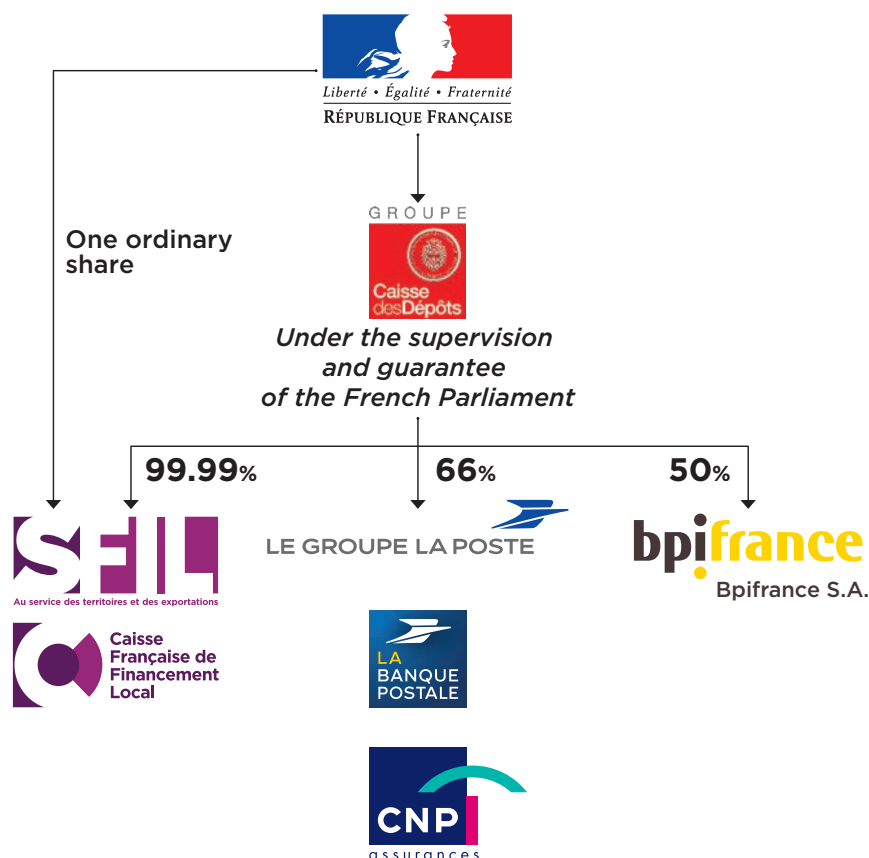 Liberté • Égalité • Fraternité
RÉPUBLIQUE FRANÇAISE
One ordinary
share
GROUPE
Caisse
desDépôts
Under the supervision
and guarantee
of the French Parliament
99.99%
66%
50%
SFIL
Au service des territoires et des exportations
LE GROUPE LA POSTE
bpifrance
Bpifrance S.A.
Caisse
Française de
Financement
Local
LA
BANQUE
POSTALE
CNP
assurances